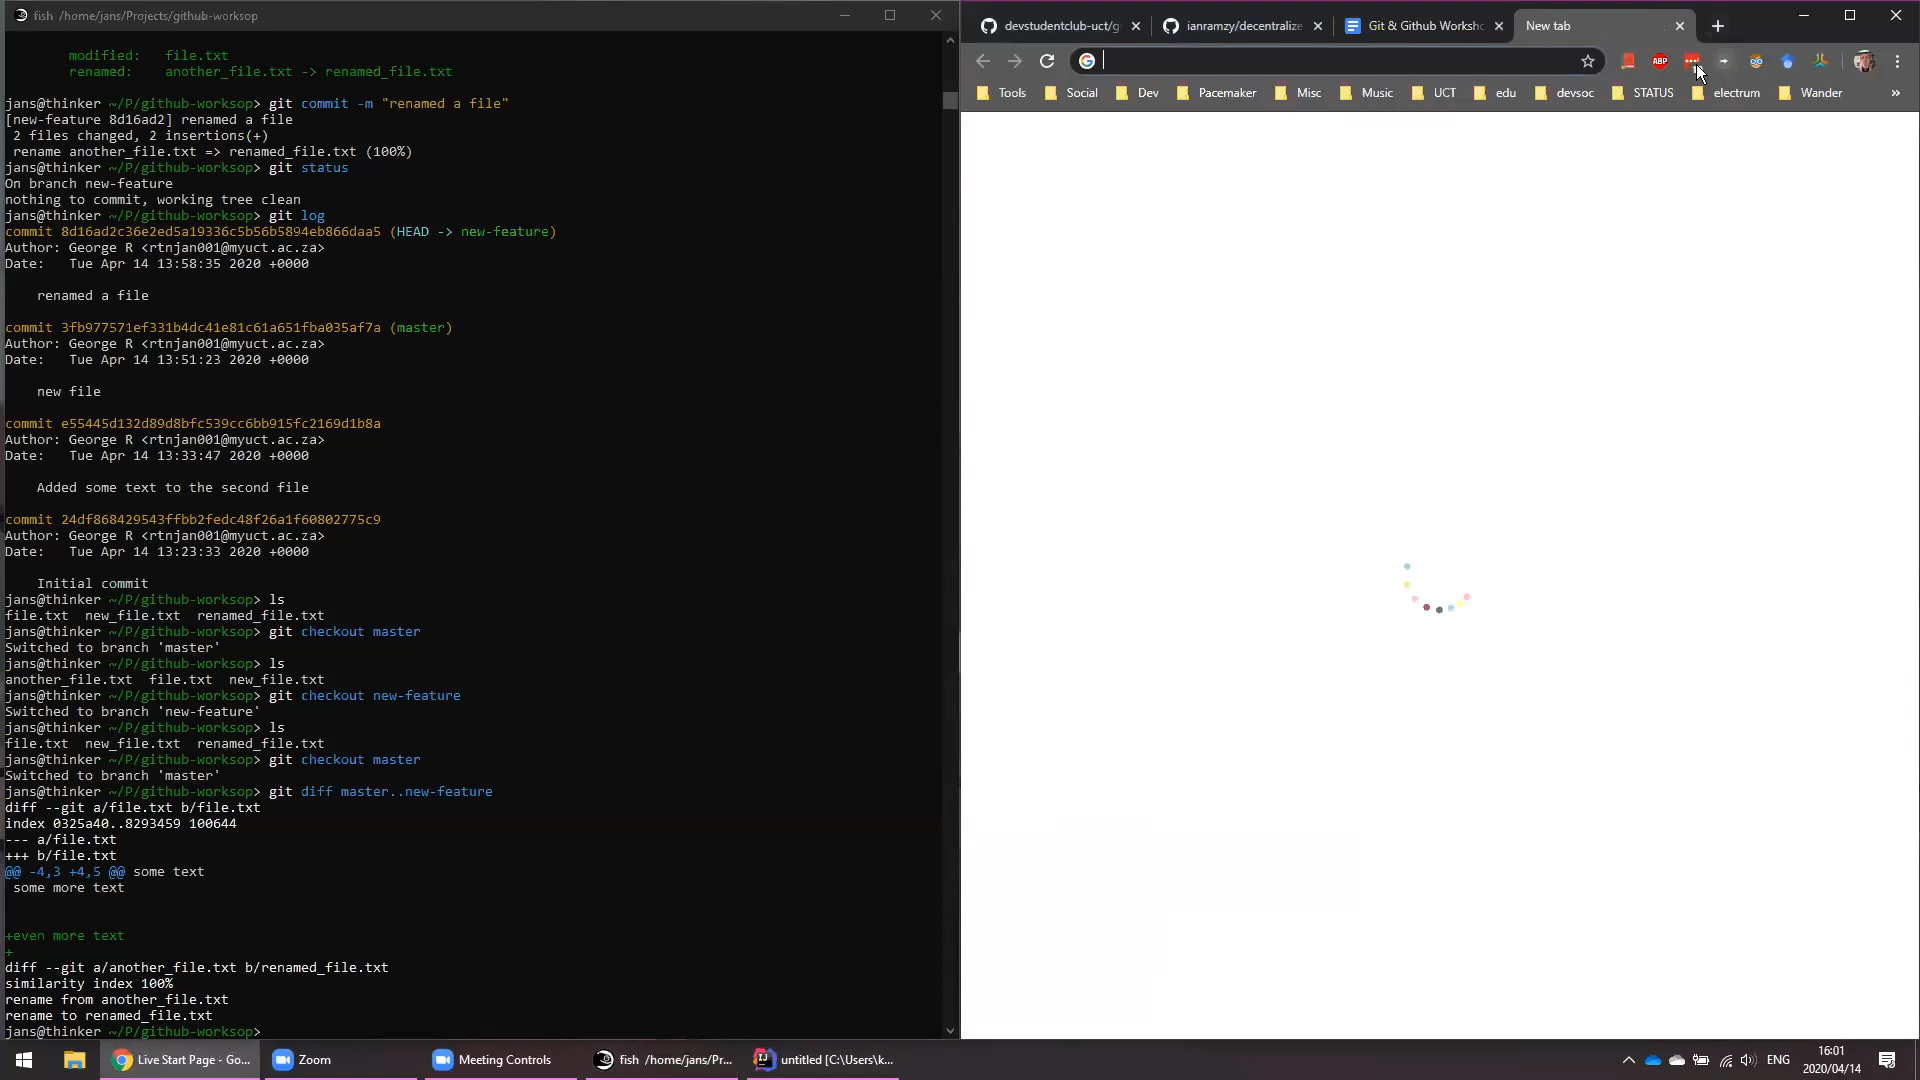 fish /home/jans/Projects/github-worksop
modified: file.txt
renamed: another_file.txt -> renamed_file.txt
jans@thinker ~/P/github-worksop> git commit -m "renamed a file"
[new-feature 8d16ad2] renamed a file
2 files changed, 2 insertions(+)
rename another_file.txt => renamed_file.txt (100%)
jans@thinker ~/P/github-worksop> git status
On branch new-feature
nothing to commit, working tree clean
jans@thinker ~/P/github-worksop> git log
commit 8d16ad2c36e2ed5a19336c5b56b5894eb866daa5 (HEAD -> new-feature)
Author: George R <rtnjan001@myuct.ac.za>
Date: Tue Apr 14 13:58:35 2020 +0000
renamed a file
commit 3fb977571ef331b4dc41e81c61a651fba035af7a (master)
Author: George R <rtnjan001@myuct.ac.za>
Date: Tue Apr 14 13:51:23 2020 +0000
new file
commit e55445d132d89d8bfc539cc6bb915fc2169d1b8a
Author: George R <rtnjan001@myuct.ac.za>
Date: Tue Apr 14 13:33:47 2020 +0000
Added some text to the second file
commit 24df868429543ffbb2fedc48f26a1f60802775c9
Author: George R <rtnjan001@myuct.ac.za>
Date: Tue Apr 14 13:23:33 2020 +0000
Initial commit
jans@thinker ~/P/github-worksop> ls
file.txt new_file.txt renamed_file.txt
jans@thinker ~/P/github-worksop> git checkout master
Switched to branch 'master'
jans@thinker ~/P/github-worksop> ls
another_file.txt file.txt new_file.txt
jans@thinker ~/P/github-worksop> git checkout new-feature
Switched to branch 'new-feature'
jans@thinker ~/P/github-worksop> ls
file.txt new_file.txt renamed_file.txt
jans@thinker ~/P/github-worksop> git checkout master
Switched to branch 'master'
jans@thinker ~/P/github-worksop> git diff master..new-feature
diff --git a/file.txt b/file.txt
index 0325a40..8293459 100644
--- a/file.txt
+++ b/file.txt
@@ -4,3 +4,5 @@ some text
some more text
+even more text
+
diff --git a/another_file.txt b/renamed_file.txt
similarity index 100%
rename from another_file.txt
rename to renamed_file.txt
jans@thinker ~/P/github-worksop>
devstudentclub-uct/g ianramzy/decentralize Git & Github Worksho New tab
ABP
Tools Social Dev Pacemaker Misc Music UCT edu devsoc STATUS electrum Wander »
Live Start Page - Go... Zoom Meeting Controls fish /home/jans/Pr... untitled [C:\Users\k... ENG
16:01
2020/04/14